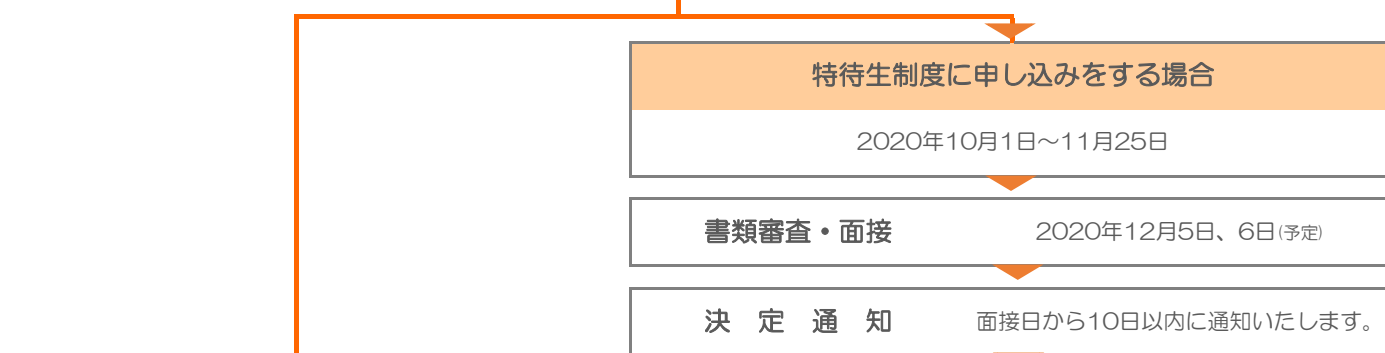 特待生制度に申し込みをする場合
2020年10月1日～11月25日
書類審査・面接　2020年12月5日、6日(予定)
決　定　通　知　面接日から10日以内に通知いたします。